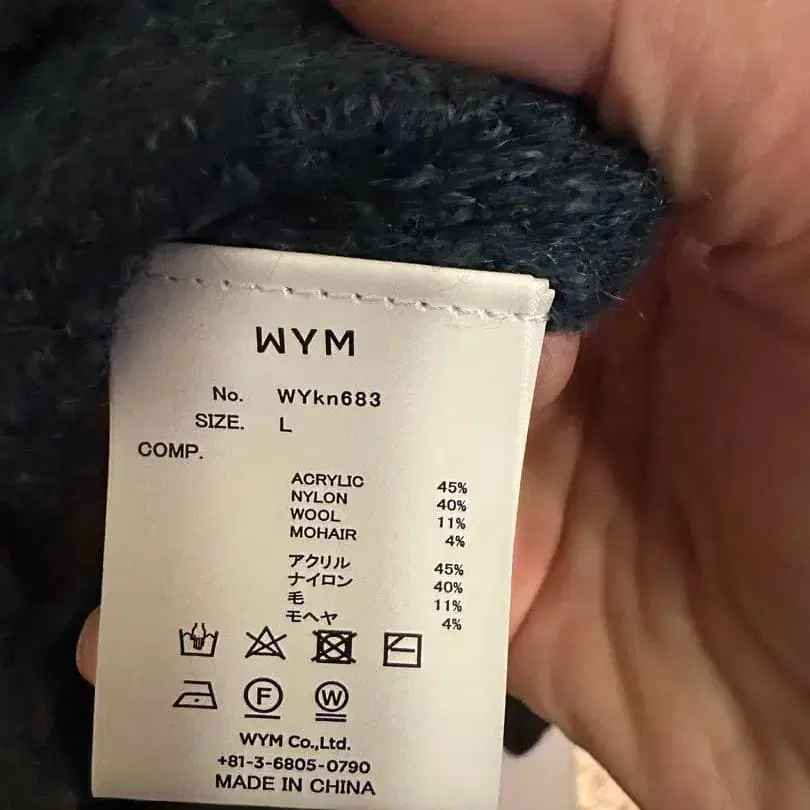 WYM
No. WYkn683
SIZE. L
COMP.
ACRYLIC 45%
NYLON 40%
WOOL 11%
MOHAIR 4%
アクリル 45%
ナイロン 40%
毛 11%
モヘヤ 4%
F W
WYM Co.,Ltd.
+81-3-6805-0790
MADE IN CHINA